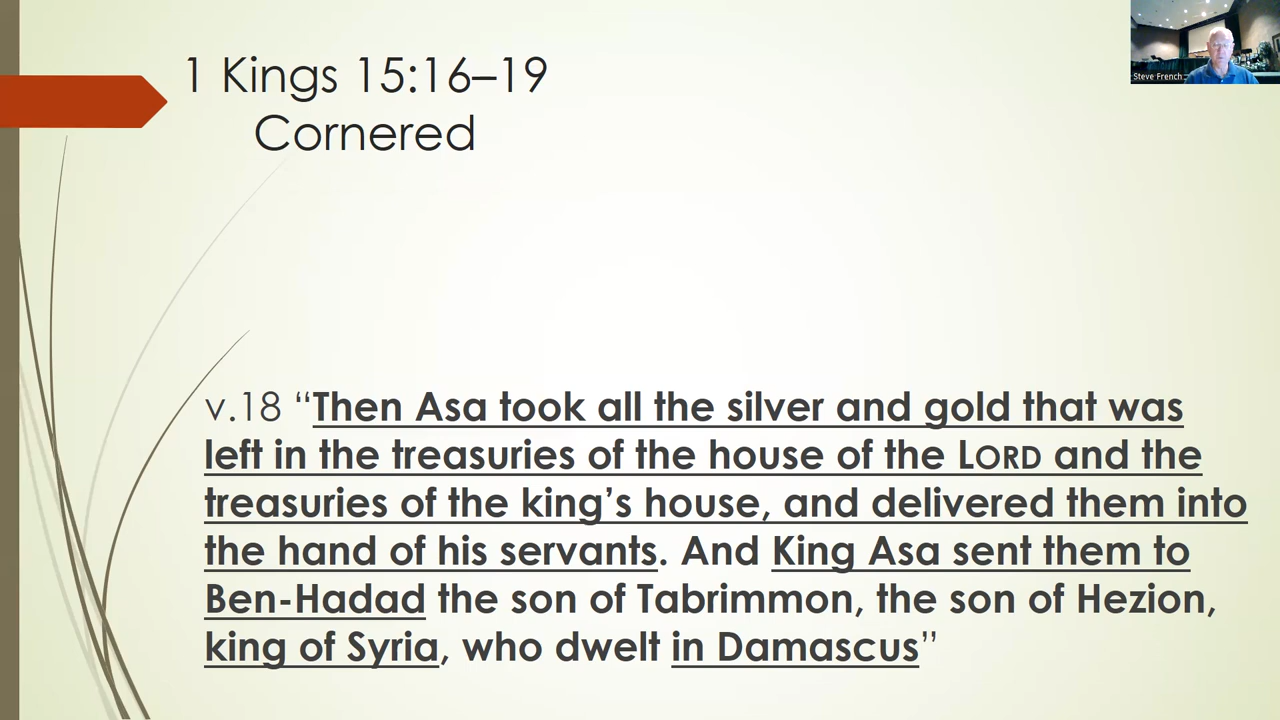 1 Kings 15:16–19
Cornered
Steve French
v.18 “Then Asa took all the silver and gold that was
left in the treasuries of the house of the LORD and the
treasuries of the king’s house, and delivered them into
the hand of his servants. And King Asa sent them to
Ben-Hadad the son of Tabrimmon, the son of Hezion,
king of Syria, who dwelt in Damascus”